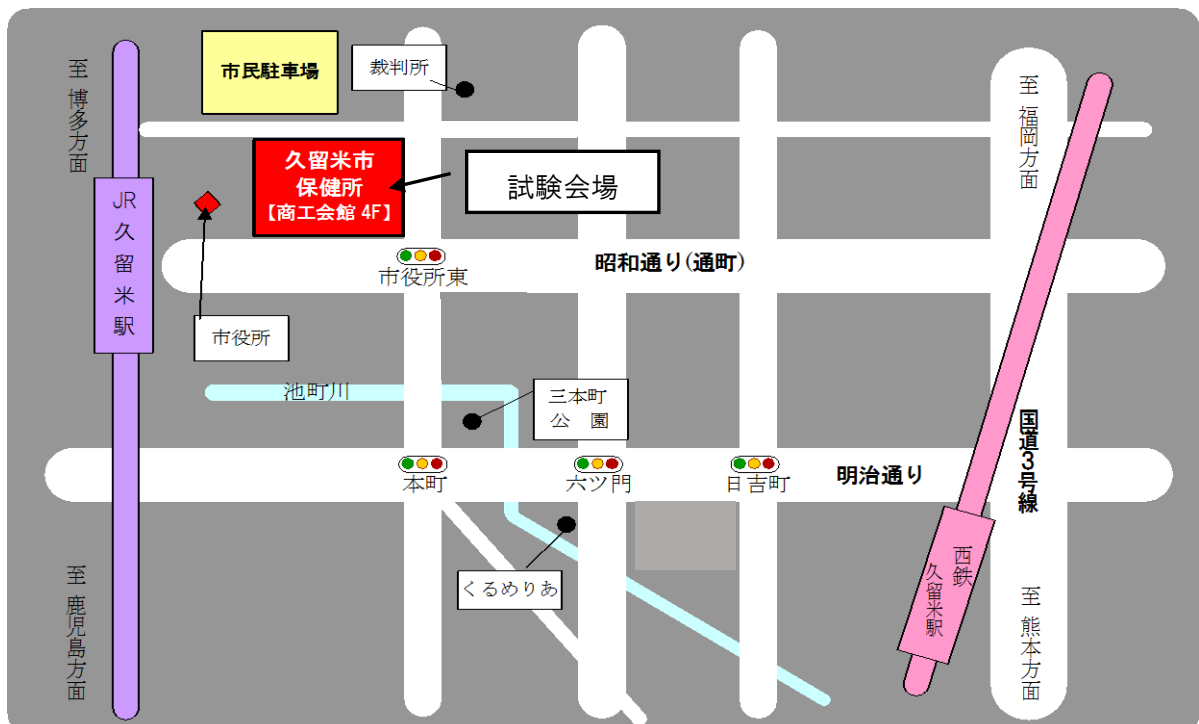 至 博多方面
市民駐車場
裁判所
至 福岡方面
久留米市
保健所
【商工会館 4F】
試験会場
JR久留米駅
昭和通り(通町)
市役所東
市役所
池町川
三本町
公園
国道3号線
本町
六ツ門
日吉町
明治通り
西鉄
久留米駅
くるめりあ
至 鹿児島方面
至 熊本方面